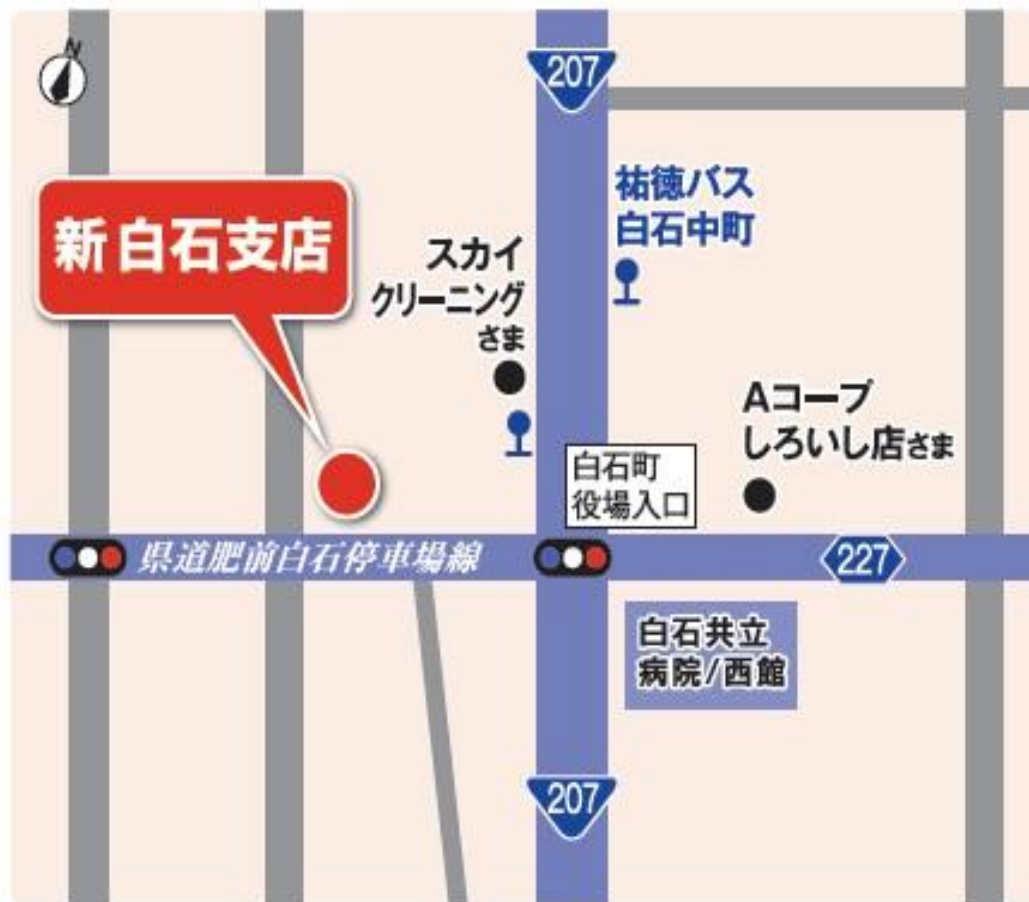 N
207
祐徳バス
白石中町
新白石支店
スカイ
クリーニング
さま
Aコープ
しろいし店さま
白石町
役場入口
県道肥前白石停車場線
227
白石共立
病院/西館
207